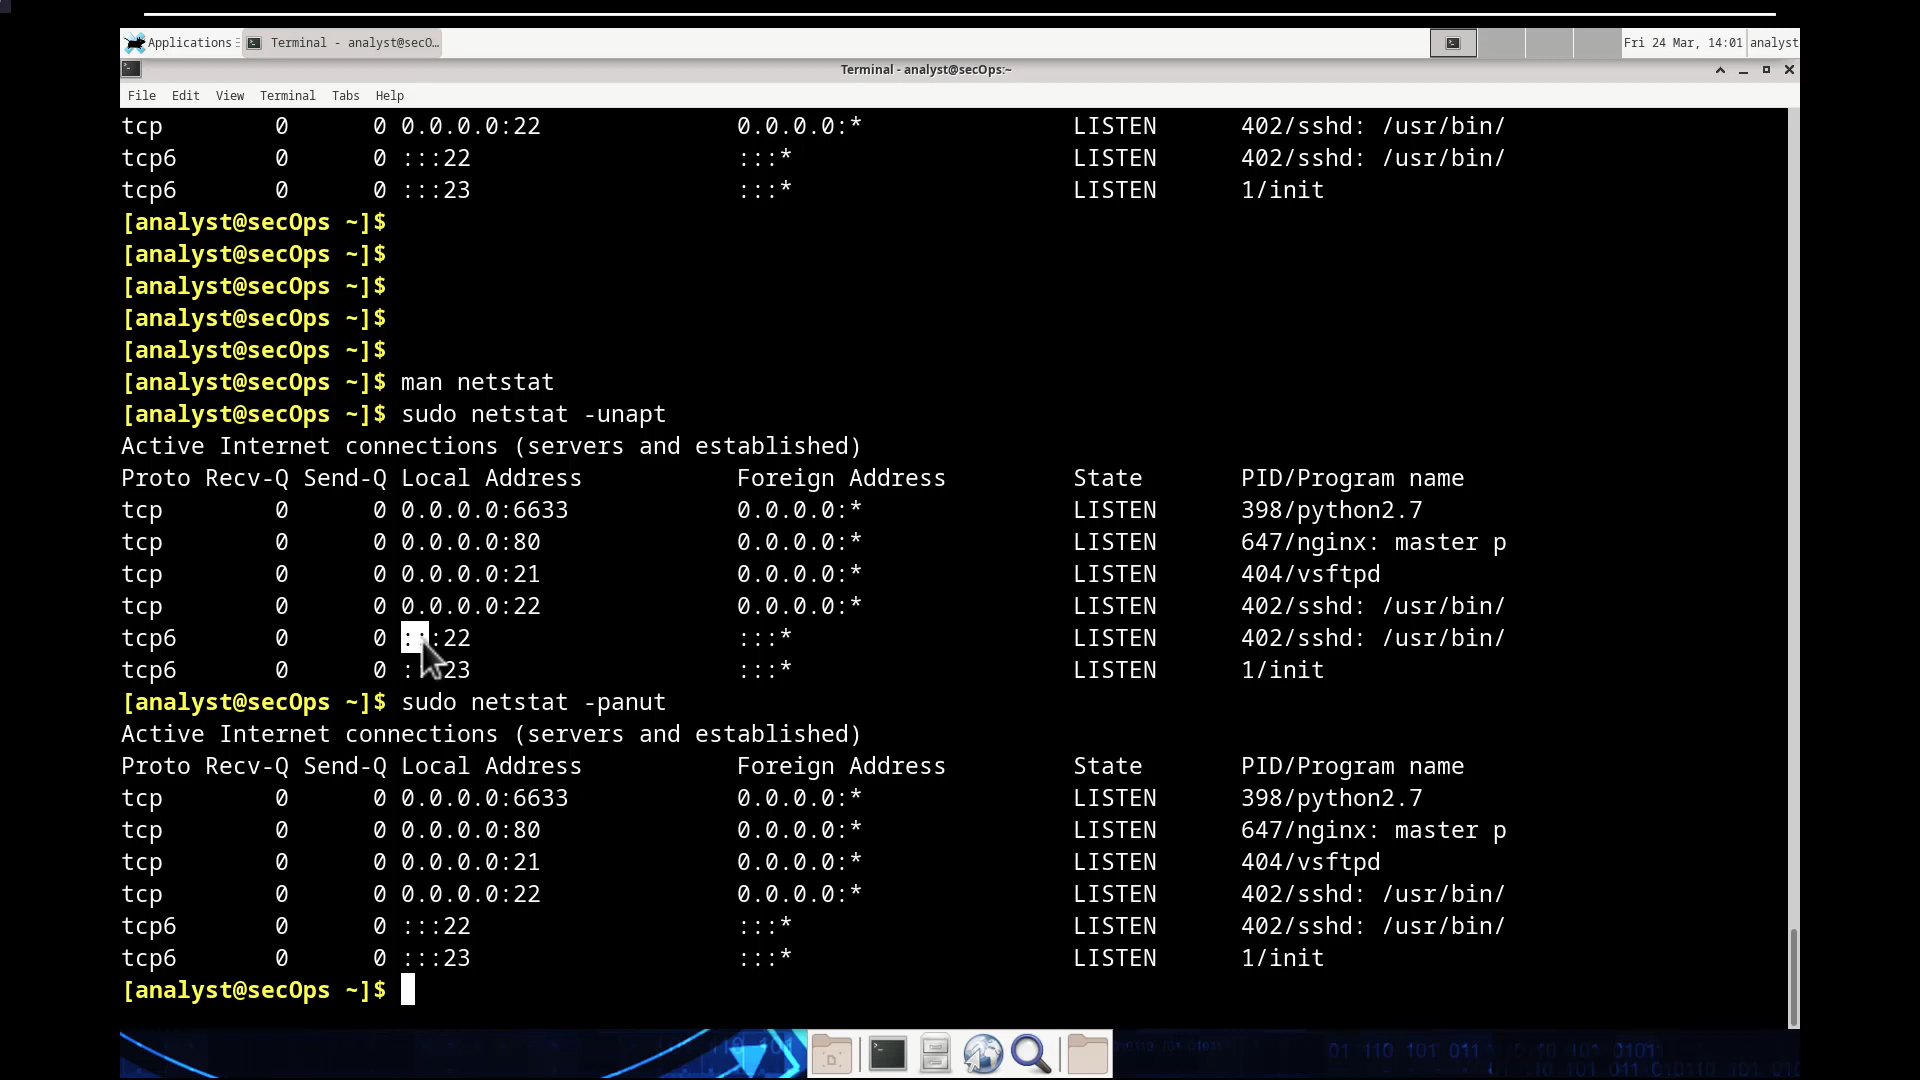 Applications
Terminal - analyst@secO...
Fri 24 Mar, 14:01
analyst
Terminal - analyst@secOps:~
File Edit View Terminal Tabs Help
tcp 0 0 0.0.0.0:22 0.0.0.0:* LISTEN 402/sshd: /usr/bin/
tcp6 0 0 :::22 :::* LISTEN 402/sshd: /usr/bin/
tcp6 0 0 :::23 :::* LISTEN 1/init
[analyst@secOps ~]$
[analyst@secOps ~]$
[analyst@secOps ~]$
[analyst@secOps ~]$
[analyst@secOps ~]$
[analyst@secOps ~]$ man netstat
[analyst@secOps ~]$ sudo netstat -unapt
Active Internet connections (servers and established)
Proto Recv-Q Send-Q Local Address Foreign Address State PID/Program name
tcp 0 0 0.0.0.0:6633 0.0.0.0:* LISTEN 398/python2.7
tcp 0 0 0.0.0.0:80 0.0.0.0:* LISTEN 647/nginx: master p
tcp 0 0 0.0.0.0:21 0.0.0.0:* LISTEN 404/vsftpd
tcp 0 0 0.0.0.0:22 0.0.0.0:* LISTEN 402/sshd: /usr/bin/
tcp6 0 0 :::22 :::* LISTEN 402/sshd: /usr/bin/
tcp6 0 0 :::23 :::* LISTEN 1/init
[analyst@secOps ~]$ sudo netstat -panut
Active Internet connections (servers and established)
Proto Recv-Q Send-Q Local Address Foreign Address State PID/Program name
tcp 0 0 0.0.0.0:6633 0.0.0.0:* LISTEN 398/python2.7
tcp 0 0 0.0.0.0:80 0.0.0.0:* LISTEN 647/nginx: master p
tcp 0 0 0.0.0.0:21 0.0.0.0:* LISTEN 404/vsftpd
tcp 0 0 0.0.0.0:22 0.0.0.0:* LISTEN 402/sshd: /usr/bin/
tcp6 0 0 :::22 :::* LISTEN 402/sshd: /usr/bin/
tcp6 0 0 :::23 :::* LISTEN 1/init
[analyst@secOps ~]$